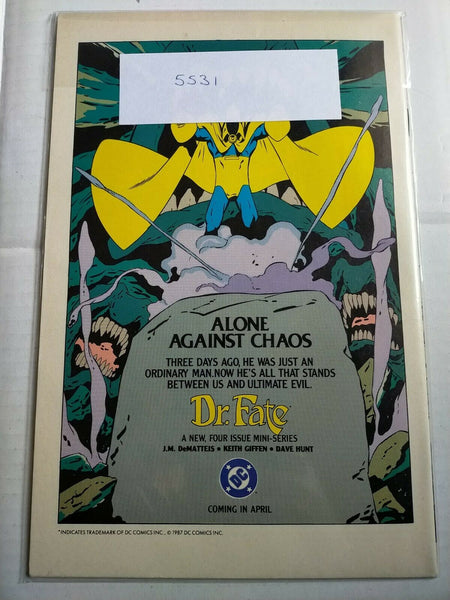 5531
ALONE
AGAINST CHAOS
THREE DAYS AGO, HE WAS JUST AN
ORDINARY MAN.NOW HE'S ALL THAT STANDS
BETWEEN US AND ULTIMATE EVIL.
Dr. Fate*
A NEW, FOUR ISSUE MINI-SERIES
J.M. DeMATTEIS • KEITH GIFFEN • DAVE HUNT
DC
COMING IN APRIL
*INDICATES TRADEMARK OF DC COMICS INC., © 1987 DC COMICS INC.